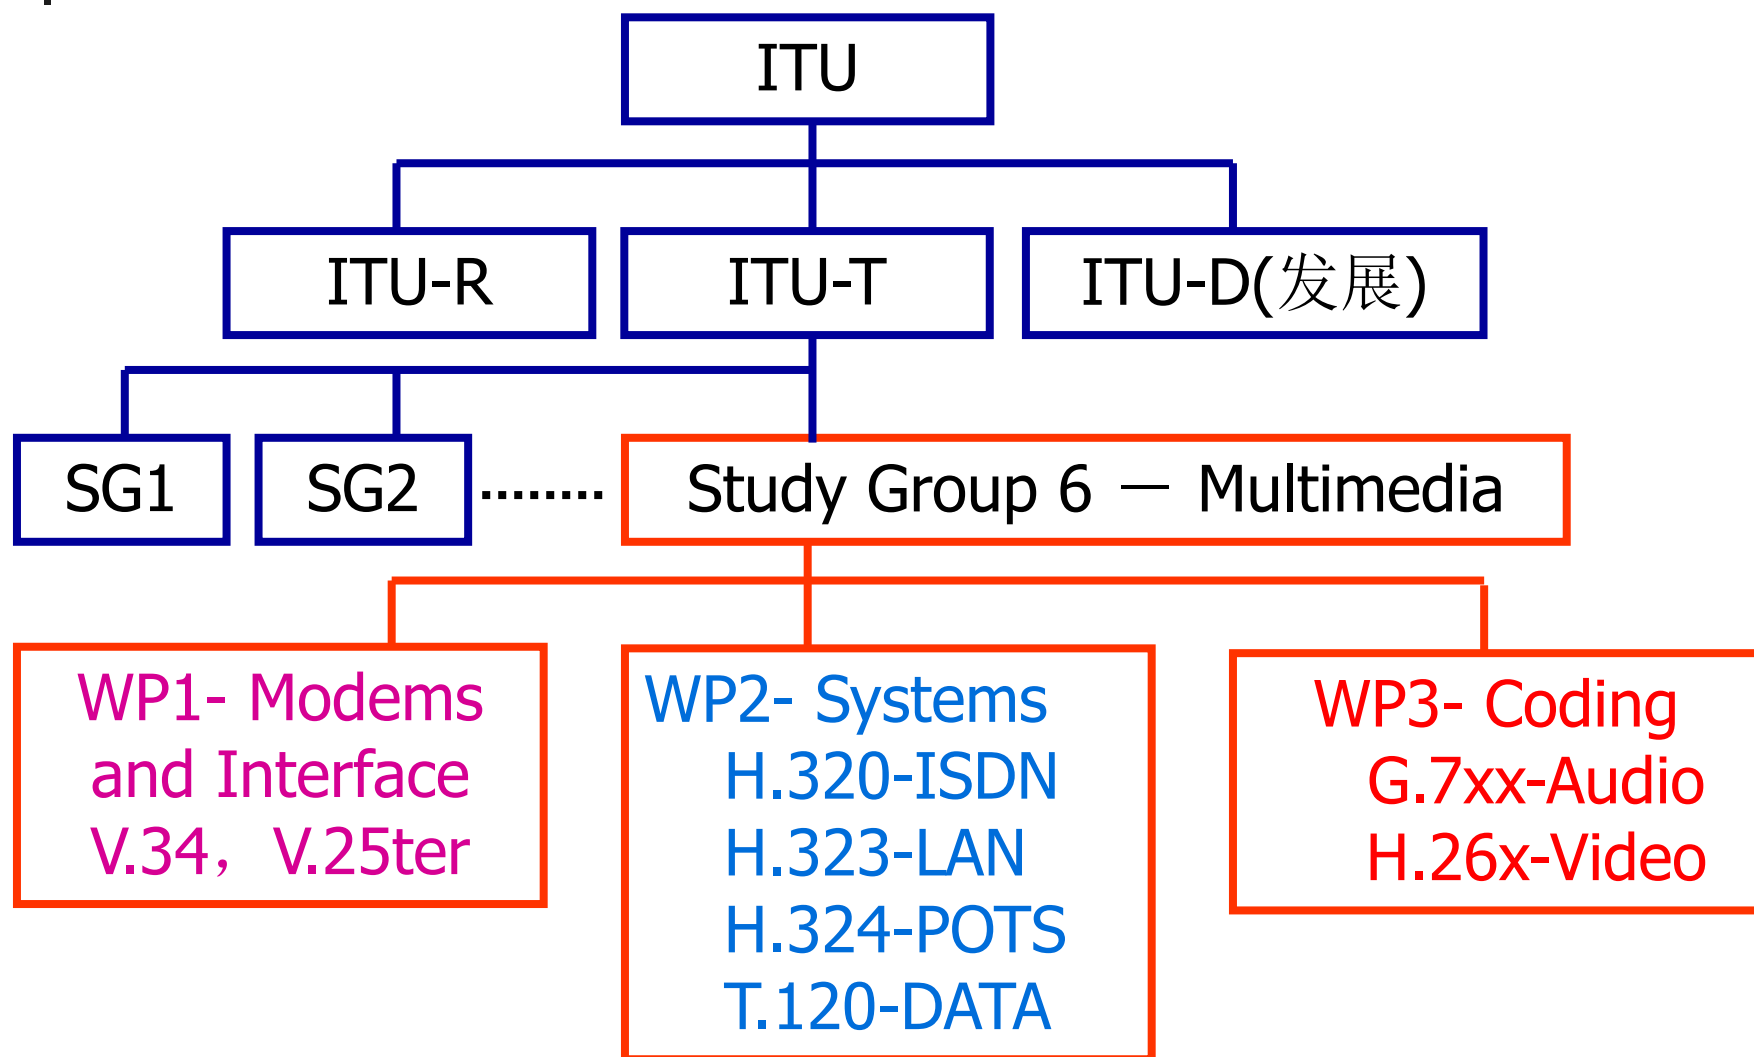 ITU
ITU-R
ITU-T
ITU-D(发展)
SG1
SG2
........
Study Group 6 － Multimedia
WP1- Modems
and Interface
V.34，V.25ter
WP2- Systems
H.320-ISDN
H.323-LAN
H.324-POTS
T.120-DATA
WP3- Coding
G.7xx-Audio
H.26x-Video